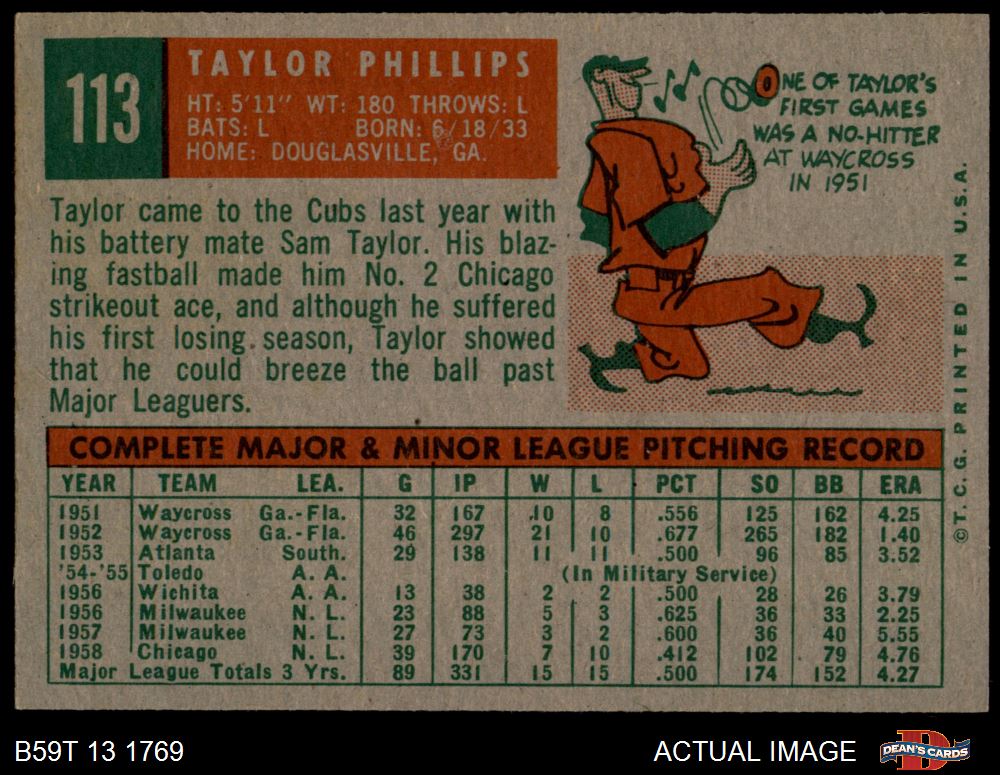 113
TAYLOR PHILLIPS
HT: 5'11" WT: 180 THROWS: L
BATS: L BORN: 6/18/33
HOME: DOUGLASVILLE, GA.
ONE OF TAYLOR'S
FIRST GAMES
WAS A NO-HITTER
AT WAYCROSS
IN 1951
Taylor came to the Cubs last year with
his battery mate Sam Taylor. His blaz-
ing fastball made him No. 2 Chicago
strikeout ace, and although he suffered
his first losing season, Taylor showed
that he could breeze the ball past
Major Leaguers.
©T. C. G. PRINTED IN U.S.A.
COMPLETE MAJOR & MINOR LEAGUE PITCHING RECORD
YEAR TEAM LEA. G IP W L PCT SO BB ERA
1951 Waycross Ga.-Fla. 32 167 10 8 .556 125 162 4.25
1952 Waycross Ga.-Fla. 46 297 21 10 .677 265 182 1.40
1953 Atlanta South. 29 138 11 11 .500 96 85 3.52
'54-'55 Toledo A. A. (In Military Service)
1956 Wichita A. A. 13 38 2 2 .500 28 26 3.79
1956 Milwaukee N. L. 23 88 5 3 .625 36 33 2.25
1957 Milwaukee N. L. 27 73 3 2 .600 36 40 5.55
1958 Chicago N. L. 39 170 7 10 .412 102 79 4.76
Major League Totals 3 Yrs. 89 331 15 15 .500 174 152 4.27
B59T 13 1769
ACTUAL IMAGE
DEAN'S CARDS